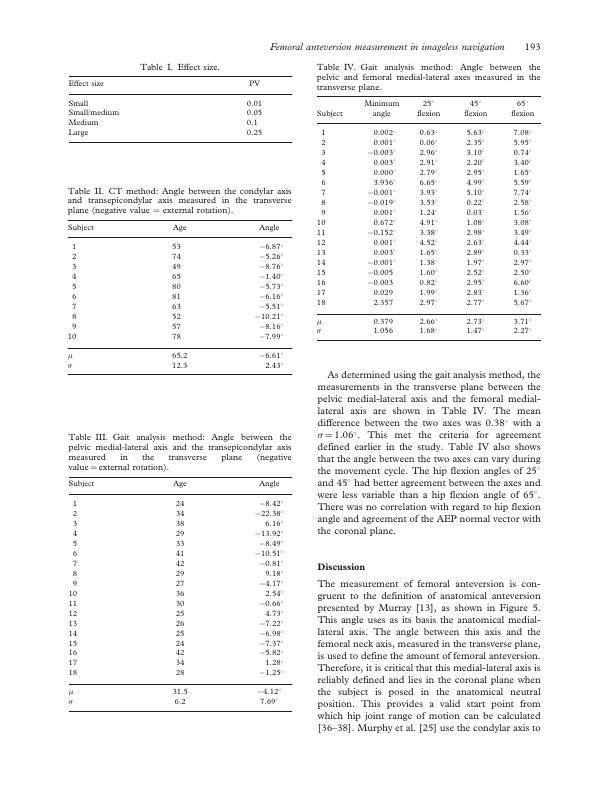 Femoral anteversion measurement in imageless navigation 193
Table I. Effect size.
Effect size PV
Small 0.01
Small/medium 0.05
Medium 0.1
Large 0.25
Table II. CT method: Angle between the condylar axis
and transepicondylar axis measured in the transverse
plane (negative value = external rotation).
Subject Age Angle
1 53 −6.87°
2 74 −5.26°
3 49 −8.76°
4 65 −1.40°
5 80 −5.73°
6 81 −6.16°
7 63 −5.51°
8 52 −10.21°
9 57 −8.16°
10 78 −7.99°
μ 65.2 −6.61°
σ 12.3 2.43°
Table III. Gait analysis method: Angle between the
pelvic medial-lateral axis and the transepicondylar axis
measured in the transverse plane (negative
value = external rotation).
Subject Age Angle
1 24 −8.42°
2 34 −22.38°
3 38 6.16°
4 29 −13.92°
5 33 −8.49°
6 41 −10.51°
7 42 −0.81°
8 29 9.18°
9 27 −4.17°
10 36 2.54°
11 30 −0.66°
12 25 4.73°
13 26 −7.22°
14 25 −6.98°
15 24 −7.37°
16 42 −5.82°
17 34 1.28°
18 28 −1.25°
μ 31.5 −4.12°
σ 6.2 7.69°
Table IV. Gait analysis method: Angle between the
pelvic and femoral medial-lateral axes measured in the
transverse plane.
Minimum 25° 45° 65°
Subject angle flexion flexion flexion
1 0.002° 0.63° 5.63° 7.08°
2 0.001° 0.06° 2.35° 5.95°
3 −0.003° 2.96° 3.10° 0.74°
4 0.003° 2.91° 2.20° 3.40°
5 0.000° 2.79° 2.95° 1.65°
6 3.936° 6.65° 4.99° 5.59°
7 −0.001° 3.93° 5.10° 7.74°
8 −0.019° 3.53° 0.22° 2.58°
9 0.001° 1.24° 0.03° 1.56°
10 0.672° 4.91° 1.08° 3.08°
11 −0.152° 3.38° 2.98° 3.49°
12 0.001° 4.52° 2.63° 4.44°
13 0.003° 1.65° 2.89° 0.33°
14 −0.001° 1.38° 1.97° 2.97°
15 −0.005 1.60° 2.52° 2.50°
16 −0.003 0.82° 2.95° 6.60°
17 0.029 1.99° 2.83° 1.36°
18 2.357 2.97° 2.77° 5.67°
μ 0.379 2.66° 2.73° 3.71°
σ 1.056 1.68° 1.47° 2.27°
As determined using the gait analysis method, the
measurements in the transverse plane between the
pelvic medial-lateral axis and the femoral medial-
lateral axis are shown in Table IV. The mean
difference between the two axes was 0.38° with a
σ = 1.06°. This met the criteria for agreement
defined earlier in the study. Table IV also shows
that the angle between the two axes can vary during
the movement cycle. The hip flexion angles of 25°
and 45° had better agreement between the axes and
were less variable than a hip flexion angle of 65°.
There was no correlation with regard to hip flexion
angle and agreement of the AEP normal vector with
the coronal plane.
Discussion
The measurement of femoral anteversion is con-
gruent to the definition of anatomical anteversion
presented by Murray [13], as shown in Figure 5.
This angle uses as its basis the anatomical medial-
lateral axis. The angle between this axis and the
femoral neck axis, measured in the transverse plane,
is used to define the amount of femoral anteversion.
Therefore, it is critical that this medial-lateral axis is
reliably defined and lies in the coronal plane when
the subject is posed in the anatomical neutral
position. This provides a valid start point from
which hip joint range of motion can be calculated
[36–38]. Murphy et al. [25] use the condylar axis to